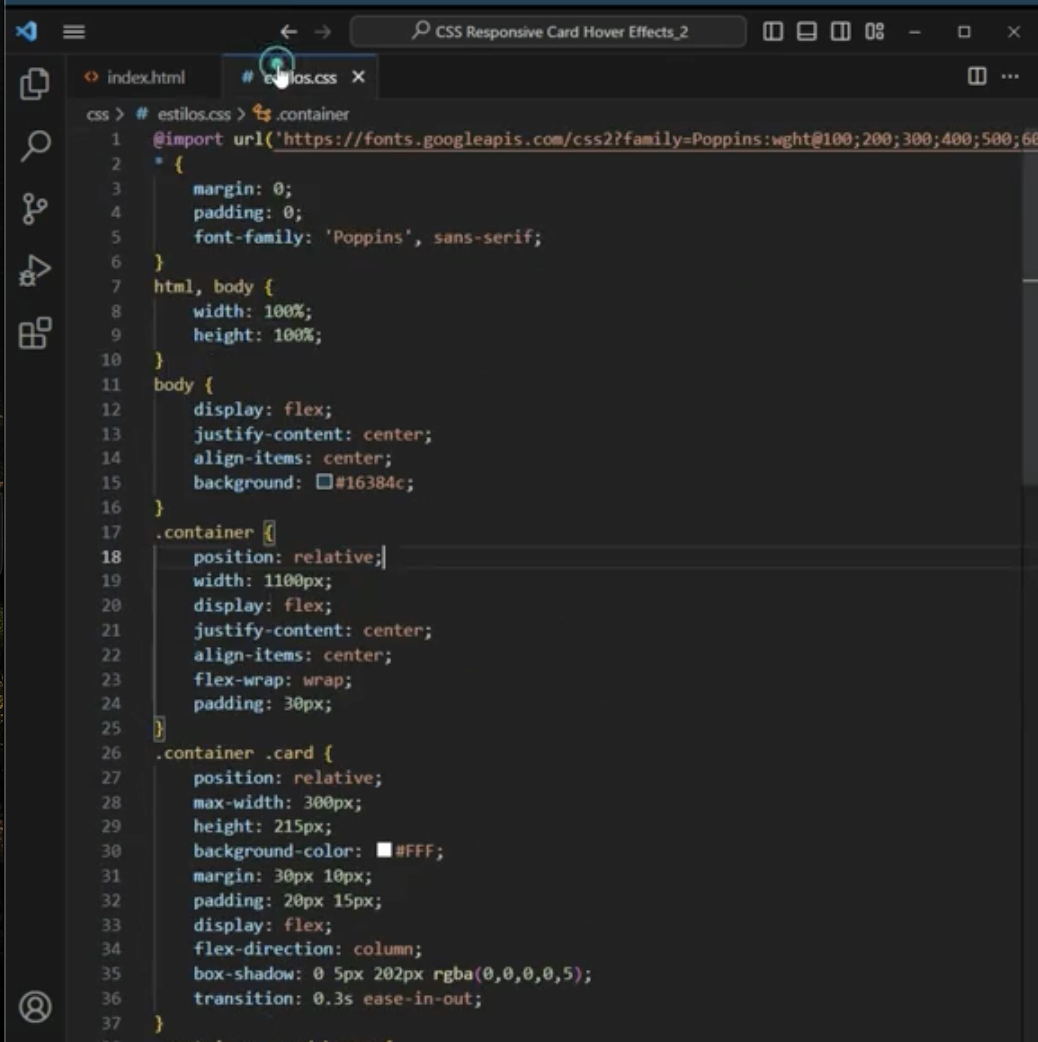 CSS Responsive Card Hover Effects_2
index.html
# estilos.css
css > # estilos.css > .container
1 @import url('https://fonts.googleapis.com/css2?family=Poppins:wght@100;200;300;400;500;60
2 * {
3 margin: 0;
4 padding: 0;
5 font-family: 'Poppins', sans-serif;
6 }
7 html, body {
8 width: 100%;
9 height: 100%;
10 }
11 body {
12 display: flex;
13 justify-content: center;
14 align-items: center;
15 background: #16384c;
16 }
17 .container {
18 position: relative;
19 width: 1100px;
20 display: flex;
21 justify-content: center;
22 align-items: center;
23 flex-wrap: wrap;
24 padding: 30px;
25 }
26 .container .card {
27 position: relative;
28 max-width: 300px;
29 height: 215px;
30 background-color: #FFF;
31 margin: 30px 10px;
32 padding: 20px 15px;
33 display: flex;
34 flex-direction: column;
35 box-shadow: 0 5px 202px rgba(0,0,0,0,5);
36 transition: 0.3s ease-in-out;
37 }